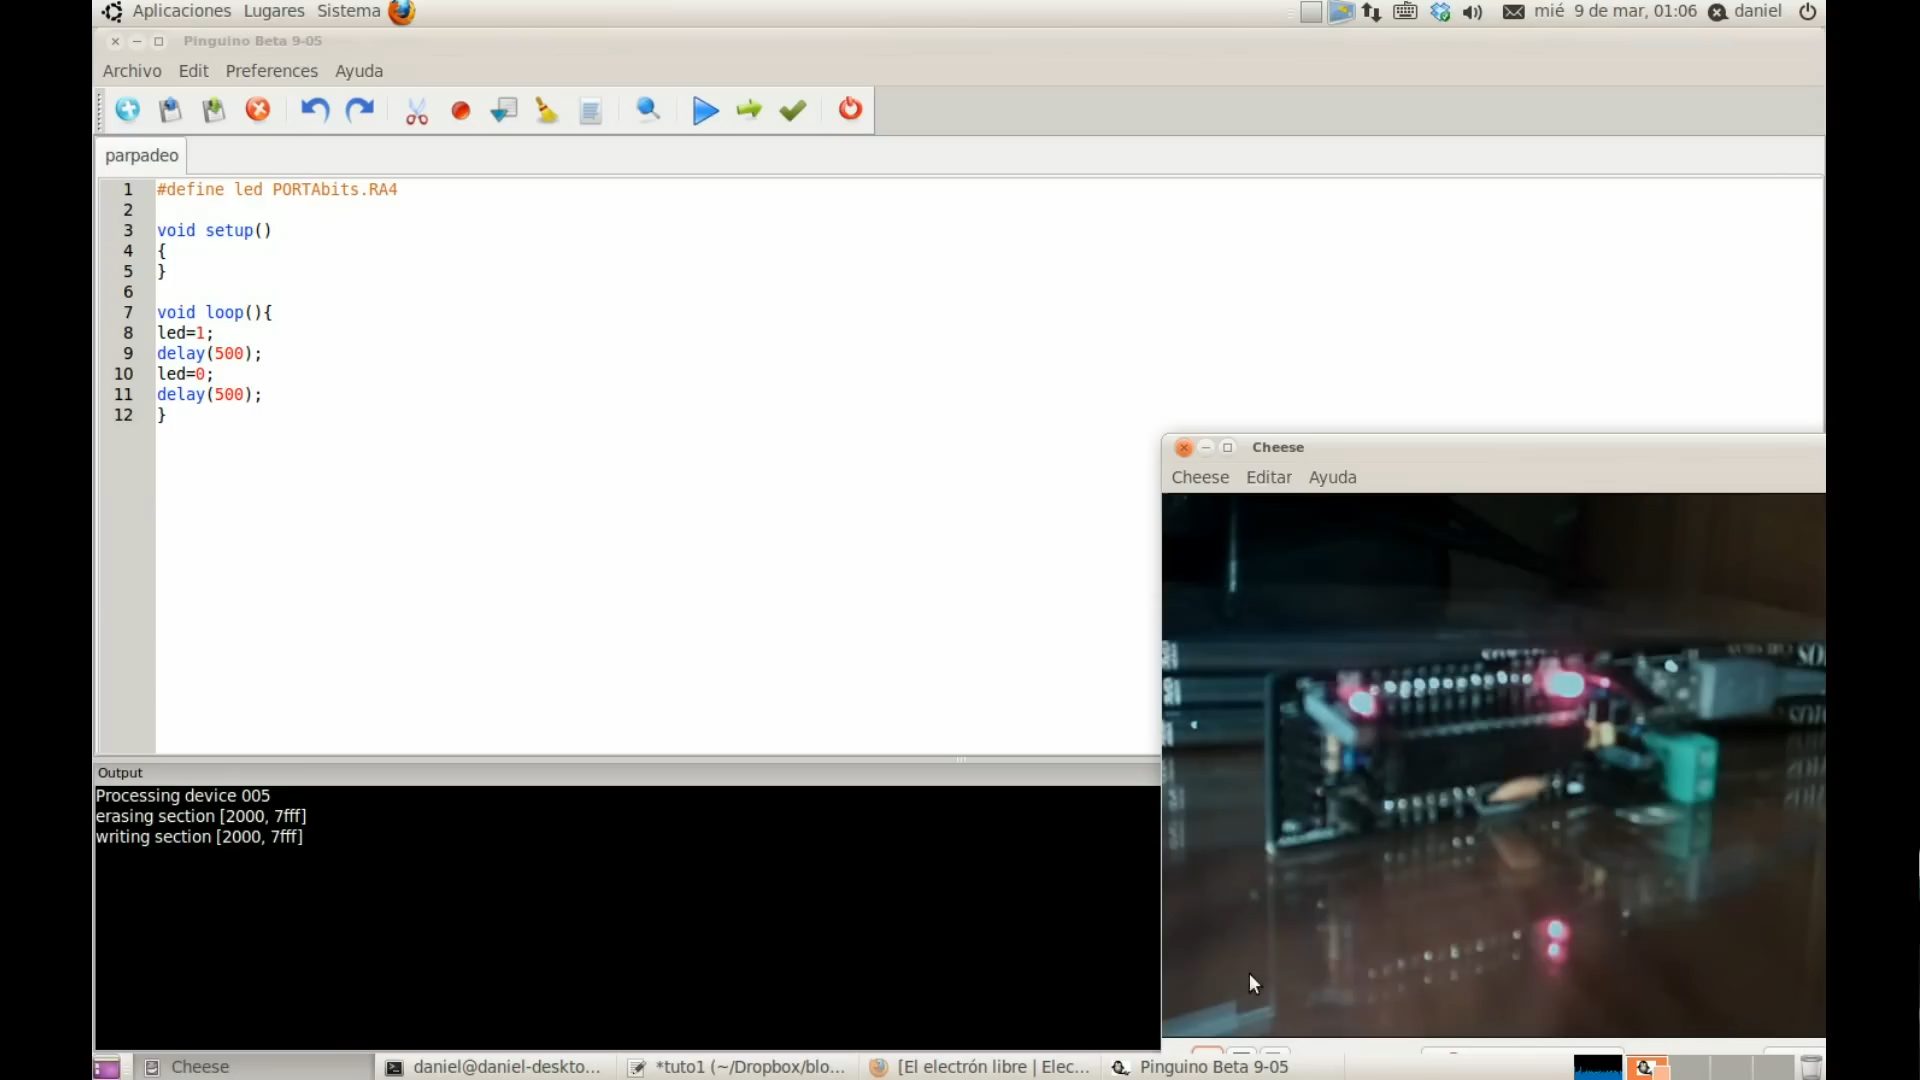 Aplicaciones Lugares Sistema mié 9 de mar, 01:06 daniel
Pinguino Beta 9-05
Archivo Edit Preferences Ayuda
parpadeo
1 #define led PORTAbits.RA4
2
3 void setup()
4 {
5 }
6
7 void loop(){
8 led=1;
9 delay(500);
10 led=0;
11 delay(500);
12 }
Cheese
Cheese Editar Ayuda
Output
Processing device 005
erasing section [2000, 7fff]
writing section [2000, 7fff]
Cheese daniel@daniel-deskto... *tuto1 (~/Dropbox/blo... [El electrón libre | Elec... Pinguino Beta 9-05